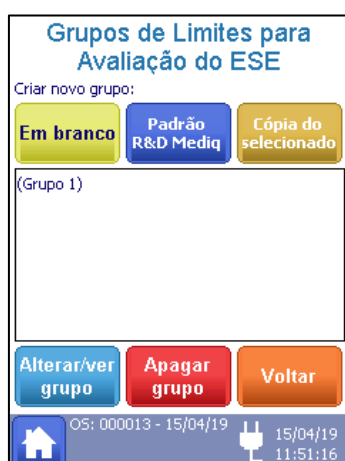 Grupos de Limites para
Avaliação do ESE
Criar novo grupo:
Em branco
Padrão
R&D Mediq
Cópia do
selecionado
(Grupo 1)
Alterar/ver
grupo
Apagar
grupo
Voltar
OS: 000013 - 15/04/19
15/04/19
11:51:16